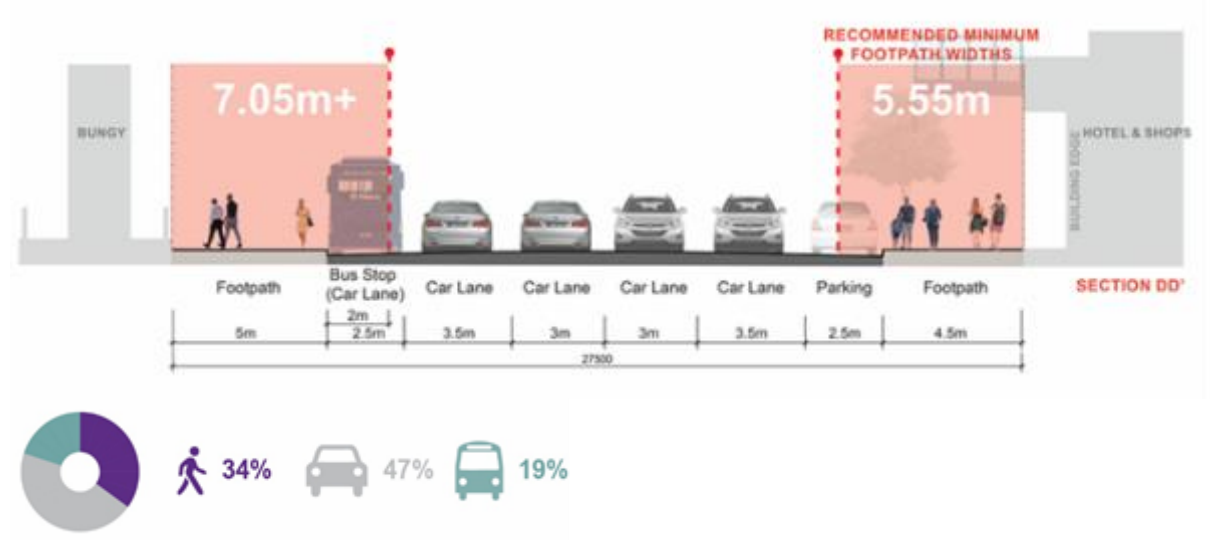 RECOMMENDED MINIMUM
FOOTPATH WIDTHS
7.05m+
5.55m
BUNGY
HOTEL & SHOPS
BUILDING EDGE
Footpath
Bus Stop
(Car Lane)
Car Lane
Car Lane
Car Lane
Car Lane
Parking
Footpath
SECTION DD'
2m
5m
2.5m
3.5m
3m
3m
3.5m
2.5m
4.5m
27500
34%
47%
19%